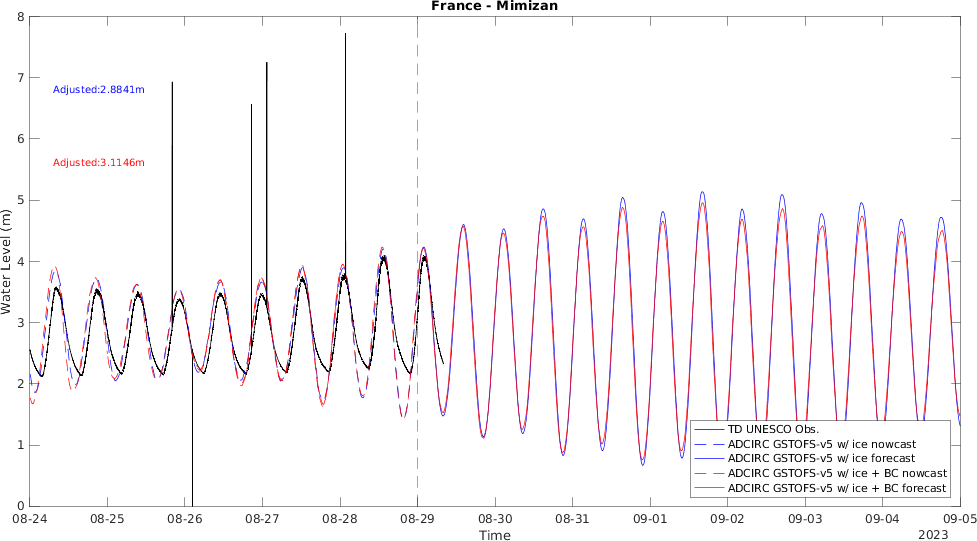 France - Mimizan
8
7
6
5
4
3
2
1
0
Water Level (m)
Adjusted:2.8841m
Adjusted:3.1146m
TD UNESCO Obs.
ADCIRC GSTOFS-v5 w/ ice nowcast
ADCIRC GSTOFS-v5 w/ ice forecast
ADCIRC GSTOFS-v5 w/ ice + BC nowcast
ADCIRC GSTOFS-v5 w/ ice + BC forecast
08-24 08-25 08-26 08-27 08-28 08-29 08-30 08-31 09-01 09-02 09-03 09-04 09-05
Time
2023